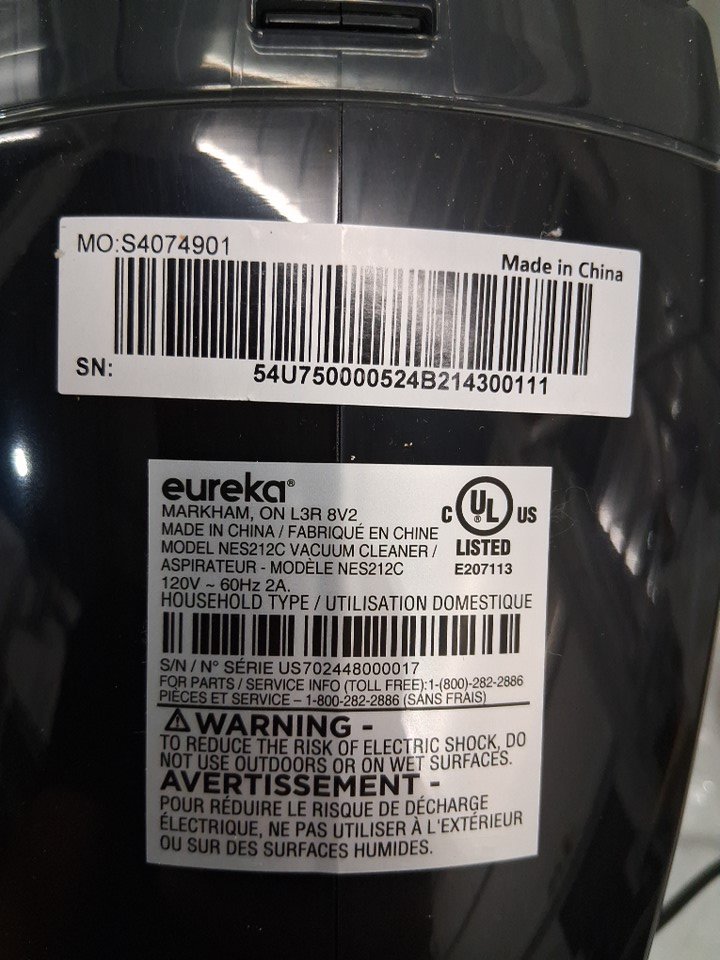 MO:S4074901
Made in China
SN:
54U750000524B214300111
eureka®
MARKHAM, ON L3R 8V2
MADE IN CHINA / FABRIQUÉ EN CHINE
MODEL NES212C VACUUM CLEANER /
ASPIRATEUR - MODÈLE NES212C
120V ~ 60Hz 2A.
HOUSEHOLD TYPE / UTILISATION DOMESTIQUE
C UL ® US
LISTED
E207113
S/N / N° SÉRIE US702448000017
FOR PARTS / SERVICE INFO (TOLL FREE):1-(800)-282-2886
PIÈCES ET SERVICE – 1-800-282-2886 (SANS FRAIS)
⚠ WARNING -
TO REDUCE THE RISK OF ELECTRIC SHOCK, DO
NOT USE OUTDOORS OR ON WET SURFACES.
AVERTISSEMENT -
POUR RÉDUIRE LE RISQUE DE DÉCHARGE
ÉLECTRIQUE, NE PAS UTILISER À L'EXTÉRIEUR
OU SUR DES SURFACES HUMIDES.